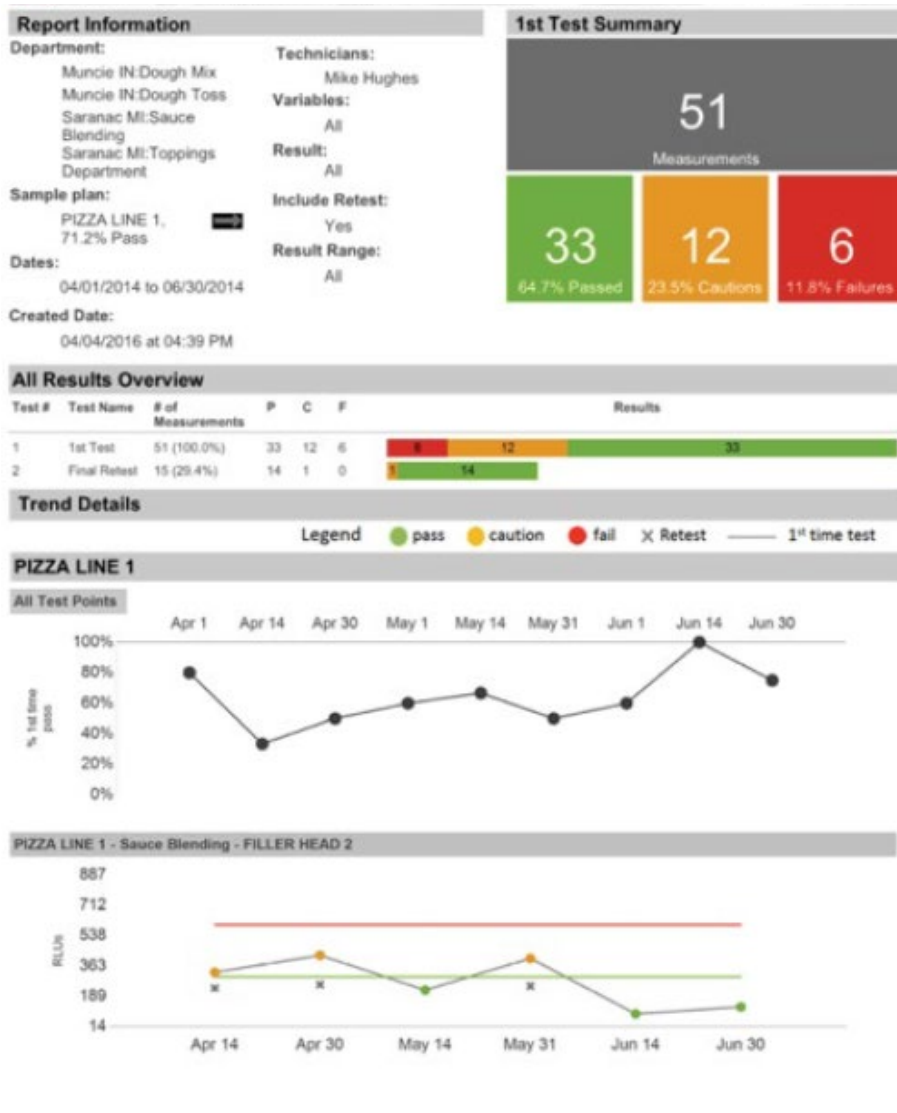 Report Information
Department:
Muncie IN:Dough Mix
Muncie IN:Dough Toss
Saranac MI:Sauce
Blending
Saranac MI:Toppings
Department
Sample plan:
PIZZA LINE 1,
71.2% Pass
Dates:
04/01/2014 to 06/30/2014
Created Date:
04/04/2016 at 04:39 PM
Technicians:
Mike Hughes
Variables:
All
Result:
All
Include Retest:
Yes
Result Range:
All
1st Test Summary
51
Measurements
33
64.7% Passed
12
23.5% Cautions
6
11.8% Failures
All Results Overview
Test # Test Name # of P C F Results
Measurements
1 1st Test 51 (100.0%) 33 12 6 6 12 33
2 Final Retest 15 (29.4%) 14 1 0 1 14
Trend Details
Legend pass caution fail X Retest 1st time test
PIZZA LINE 1
All Test Points
Apr 1 Apr 14 Apr 30 May 1 May 14 May 31 Jun 1 Jun 14 Jun 30
% 1st time
pass
100%
80%
60%
40%
20%
0%
PIZZA LINE 1 - Sauce Blending - FILLER HEAD 2
RLUs
887
712
538
363
189
14
Apr 14 Apr 30 May 14 May 31 Jun 14 Jun 30